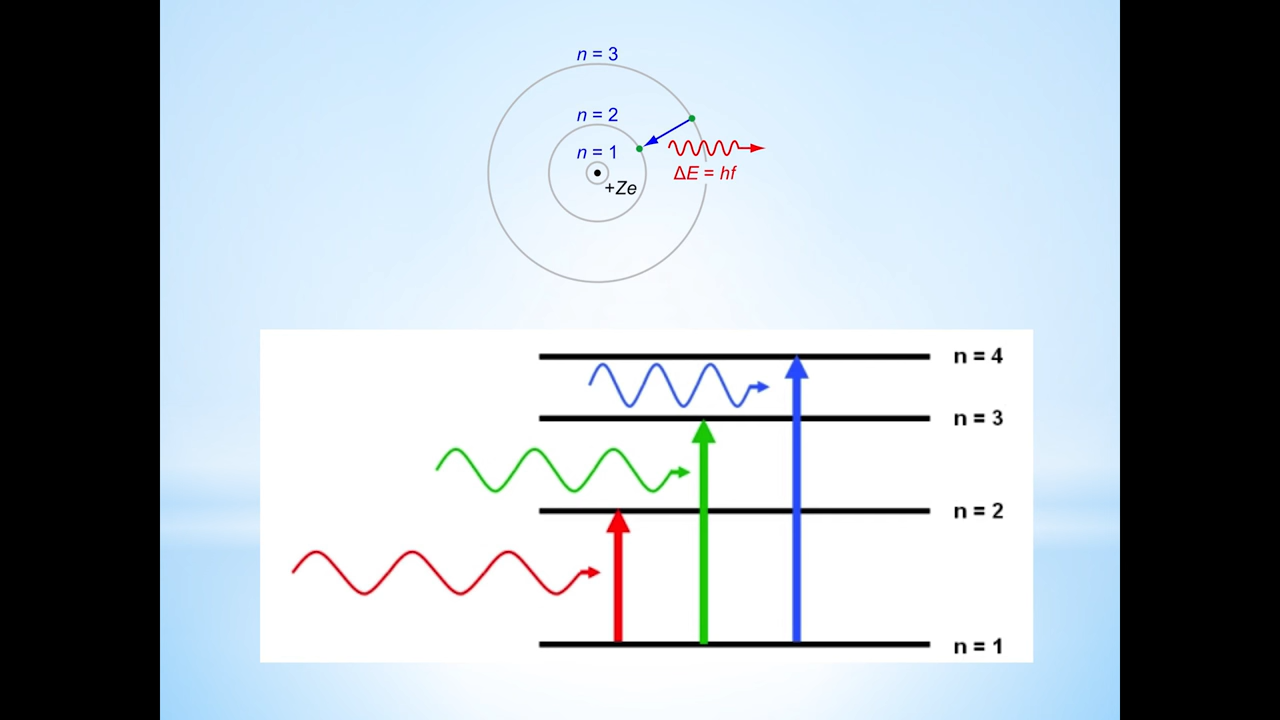 n = 3
n = 2
n = 1
+Ze
ΔE = hf
n = 4
n = 3
n = 2
n = 1